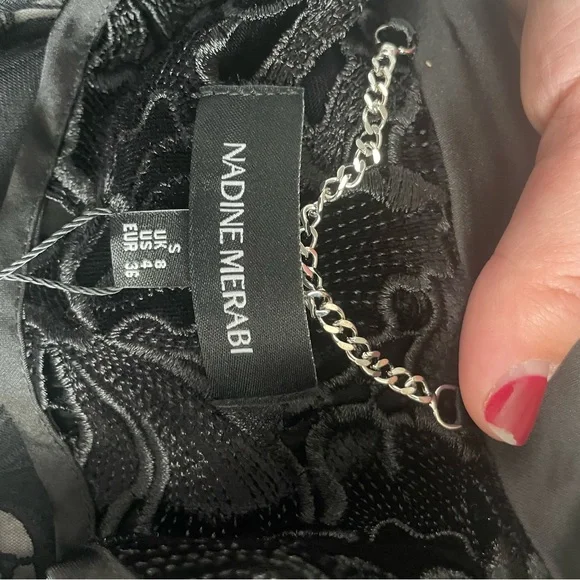 NADINE MERABI
S
UK 8
US 4
EUR 36